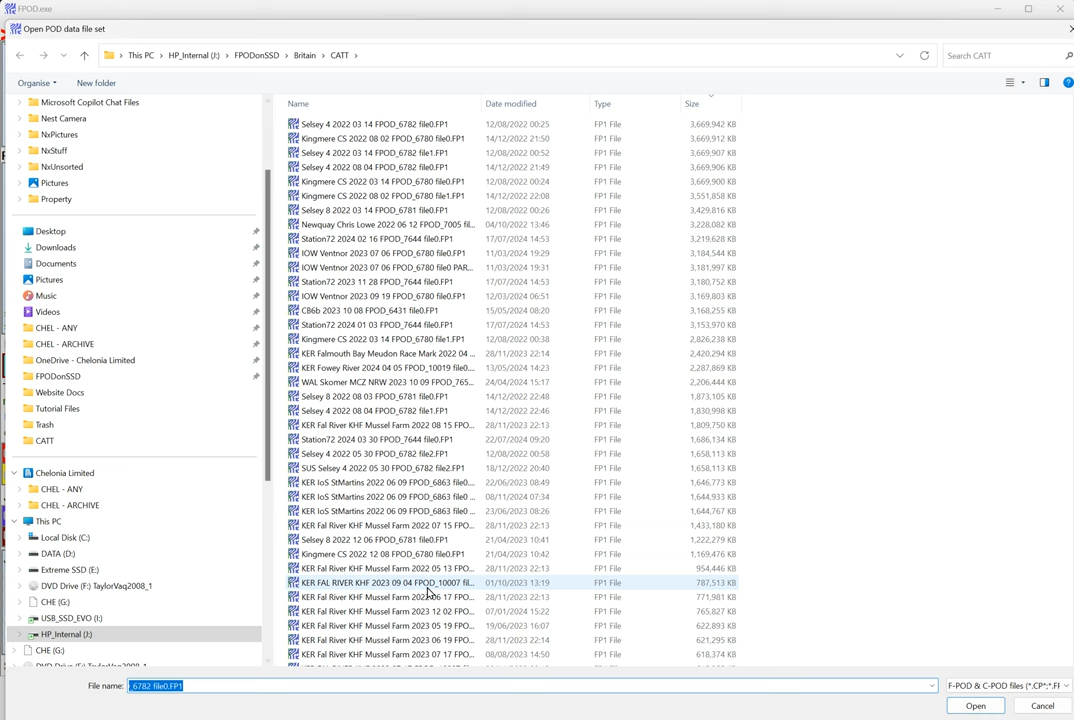 FPOD.exe
Open POD data file set
This PC > HP_Internal (J:) > FPODonSSD > Britain > CATT >
Search CATT
Organise
New folder
Microsoft Copilot Chat Files
Nest Camera
NxPictures
NxStuff
NxUnsorted
Pictures
Property
Desktop
Downloads
Documents
Pictures
Music
Videos
CHEL - ANY
CHEL - ARCHIVE
OneDrive - Chelonia Limited
FPODonSSD
Website Docs
Tutorial Files
Trash
CATT
Chelonia Limited
CHEL - ANY
CHEL - ARCHIVE
This PC
Local Disk (C:)
DATA (D:)
Extreme SSD (E:)
DVD Drive (F:) TaylorVaq2008_1
CHE (G:)
USB_SSD_EVO (I:)
HP_Internal (J:)
CHE (G:)
DVD Drive (F:) TaylorVaq2008_1
Name Date modified Type Size
Selsey 4 2022 03 14 FPOD_6782 file0.FP1 12/08/2022 00:25 FP1 File 3,669,942 KB
Kingmere CS 2022 08 02 FPOD_6780 file0.FP1 14/12/2022 21:50 FP1 File 3,669,912 KB
Selsey 4 2022 03 14 FPOD_6782 file1.FP1 12/08/2022 00:52 FP1 File 3,669,907 KB
Selsey 4 2022 08 04 FPOD_6782 file0.FP1 14/12/2022 21:49 FP1 File 3,669,906 KB
Kingmere CS 2022 03 14 FPOD_6780 file0.FP1 12/08/2022 00:24 FP1 File 3,669,900 KB
Kingmere CS 2022 08 02 FPOD_6780 file1.FP1 14/12/2022 22:08 FP1 File 3,551,858 KB
Selsey 8 2022 03 14 FPOD_6781 file0.FP1 12/08/2022 00:26 FP1 File 3,429,816 KB
Newquay Chris Lowe 2022 06 12 FPOD_7005 fil... 04/10/2022 13:46 FP1 File 3,228,082 KB
Station72 2024 02 16 FPOD_7644 file0.FP1 17/07/2024 14:53 FP1 File 3,219,628 KB
IOW Ventnor 2023 07 06 FPOD_6780 file0.FP1 11/03/2024 19:29 FP1 File 3,184,544 KB
IOW Ventnor 2023 07 06 FPOD_6780 file0 PAR... 11/03/2024 19:31 FP1 File 3,181,997 KB
Station72 2023 11 28 FPOD_7644 file0.FP1 17/07/2024 14:53 FP1 File 3,180,752 KB
IOW Ventnor 2023 09 19 FPOD_6780 file0.FP1 12/03/2024 06:51 FP1 File 3,169,803 KB
CB6b 2023 10 08 FPOD_6431 file0.FP1 15/05/2024 08:20 FP1 File 3,168,255 KB
Station72 2024 01 03 FPOD_7644 file0.FP1 17/07/2024 14:53 FP1 File 3,153,970 KB
Kingmere CS 2022 03 14 FPOD_6780 file1.FP1 12/08/2022 00:38 FP1 File 2,826,238 KB
KER Falmouth Bay Meudon Race Mark 2022 04 ... 28/11/2023 22:14 FP1 File 2,420,294 KB
KER Fowey River 2024 04 05 FPOD_10019 file0.... 13/05/2024 14:23 FP1 File 2,287,869 KB
WAL Skomer MCZ NRW 2023 10 09 FPOD_765... 24/04/2024 15:17 FP1 File 2,206,444 KB
Selsey 8 2022 08 03 FPOD_6781 file0.FP1 14/12/2022 22:48 FP1 File 1,873,105 KB
Selsey 4 2022 08 04 FPOD_6782 file1.FP1 14/12/2022 22:46 FP1 File 1,830,998 KB
KER Fal River KHF Mussel Farm 2022 08 15 FPO... 28/11/2023 22:13 FP1 File 1,809,750 KB
Station72 2024 03 30 FPOD_7644 file0.FP1 22/07/2024 09:20 FP1 File 1,686,134 KB
Selsey 4 2022 05 30 FPOD_6782 file2.FP1 12/08/2022 00:58 FP1 File 1,658,113 KB
SUS Selsey 4 2022 05 30 FPOD_6782 file2.FP1 18/12/2022 20:40 FP1 File 1,658,113 KB
KER IoS StMartins 2022 06 09 FPOD_6863 file0.... 22/06/2023 08:49 FP1 File 1,646,773 KB
KER IoS StMartins 2022 06 09 FPOD_6863 file0 ... 08/11/2024 07:34 FP1 File 1,644,933 KB
KER IoS StMartins 2022 06 09 FPOD_6863 file0 ... 23/06/2023 08:26 FP1 File 1,644,767 KB
KER Fal River KHF Mussel Farm 2022 07 15 FPO... 28/11/2023 22:13 FP1 File 1,433,180 KB
Selsey 8 2022 12 06 FPOD_6781 file0.FP1 21/04/2023 10:41 FP1 File 1,222,279 KB
Kingmere CS 2022 12 08 FPOD_6780 file0.FP1 21/04/2023 10:42 FP1 File 1,169,476 KB
KER Fal River KHF Mussel Farm 2022 05 13 FPO... 28/11/2023 22:13 FP1 File 954,446 KB
KER FAL RIVER KHF 2023 09 04 FPOD_10007 fil... 01/10/2023 13:19 FP1 File 787,513 KB
KER Fal River KHF Mussel Farm 2022 06 17 FPO... 28/11/2023 22:13 FP1 File 771,981 KB
KER Fal River KHF Mussel Farm 2023 12 02 FPO... 07/01/2024 15:22 FP1 File 765,827 KB
KER Fal River KHF Mussel Farm 2023 05 19 FPO... 19/06/2023 16:07 FP1 File 622,893 KB
KER Fal River KHF Mussel Farm 2023 06 19 FPO... 28/11/2023 22:14 FP1 File 621,295 KB
KER Fal River KHF Mussel Farm 2023 07 17 FPO... 08/08/2023 14:50 FP1 File 618,374 KB
File name: _6782 file0.FP1
F-POD & C-POD files (*.CP*;*.FF
Open
Cancel